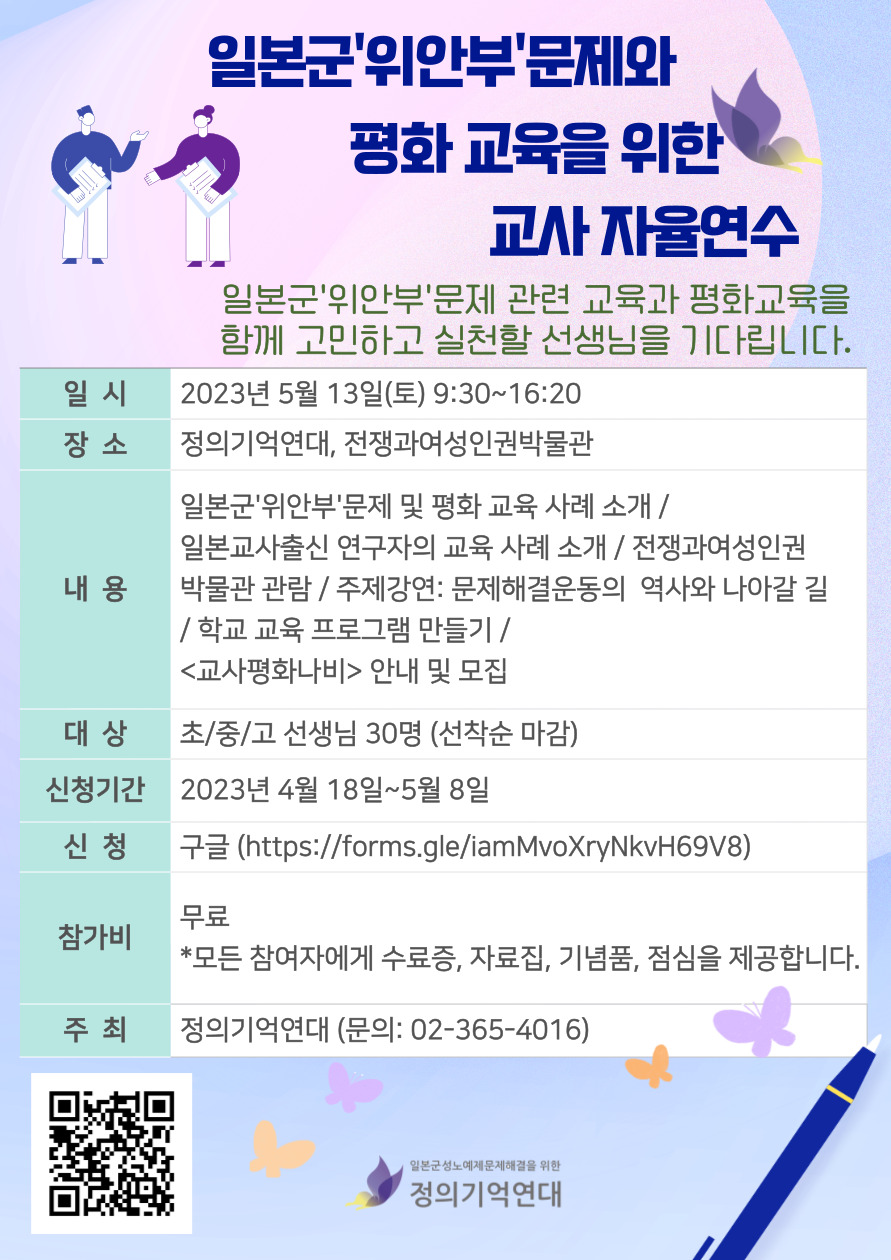 일본군'위안부'문제와
평화 교육을 위한
교사 자율연수
일본군'위안부'문제 관련 교육과 평화교육을
함께 고민하고 실천할 선생님을 기다립니다.
일 시 2023년 5월 13일(토) 9:30~16:20
장 소 정의기억연대, 전쟁과여성인권박물관
내 용
일본군'위안부'문제 및 평화 교육 사례 소개 /
일본교사출신 연구자의 교육 사례 소개 / 전쟁과여성인권
박물관 관람 / 주제강연: 문제해결운동의 역사와 나아갈 길
/ 학교 교육 프로그램 만들기 /
<교사평화나비> 안내 및 모집
대 상 초/중/고 선생님 30명 (선착순 마감)
신청기간 2023년 4월 18일~5월 8일
신 청 구글 (https://forms.gle/iamMvoXryNkvH69V8)
참가비
무료
*모든 참여자에게 수료증, 자료집, 기념품, 점심을 제공합니다.
주 최 정의기억연대 (문의: 02-365-4016)
일본군성노예제문제해결을 위한
정의기억연대